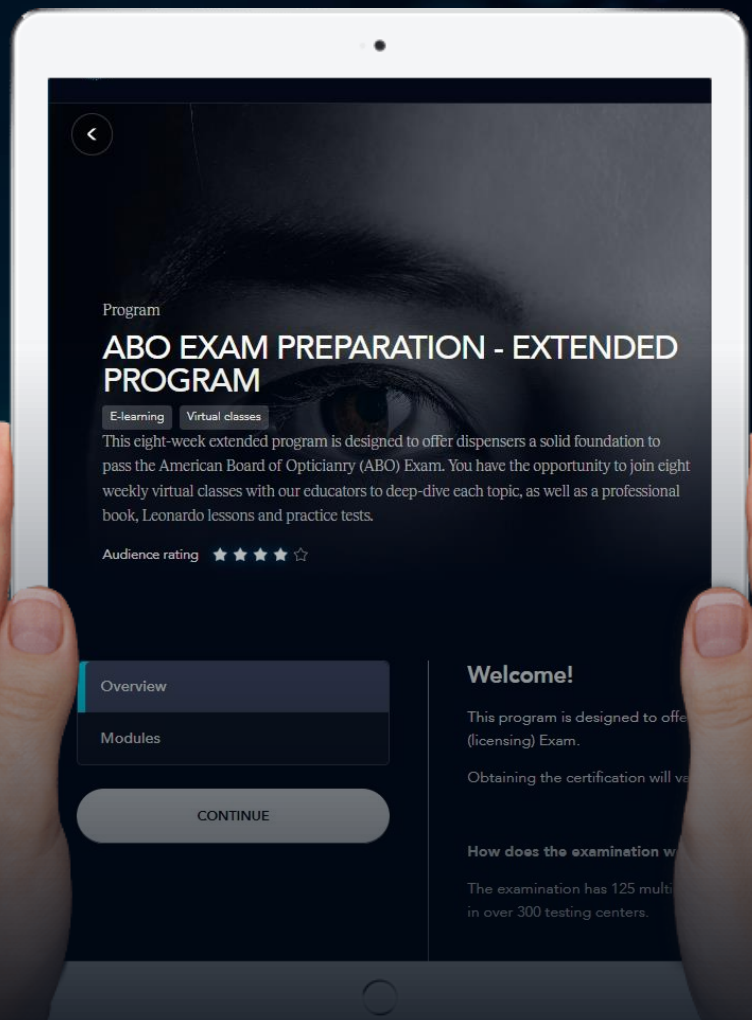 Program
ABO EXAM PREPARATION - EXTENDED
PROGRAM
E-learning Virtual classes
This eight-week extended program is designed to offer dispensers a solid foundation to
pass the American Board of Opticianry (ABO) Exam. You have the opportunity to join eight
weekly virtual classes with our educators to deep-dive each topic, as well as a professional
book, Leonardo lessons and practice tests.
Audience rating
Overview
Modules
CONTINUE
Welcome!
This program is designed to offe
(licensing) Exam.
Obtaining the certification will va
How does the examination w
The examination has 125 multi
in over 300 testing centers.